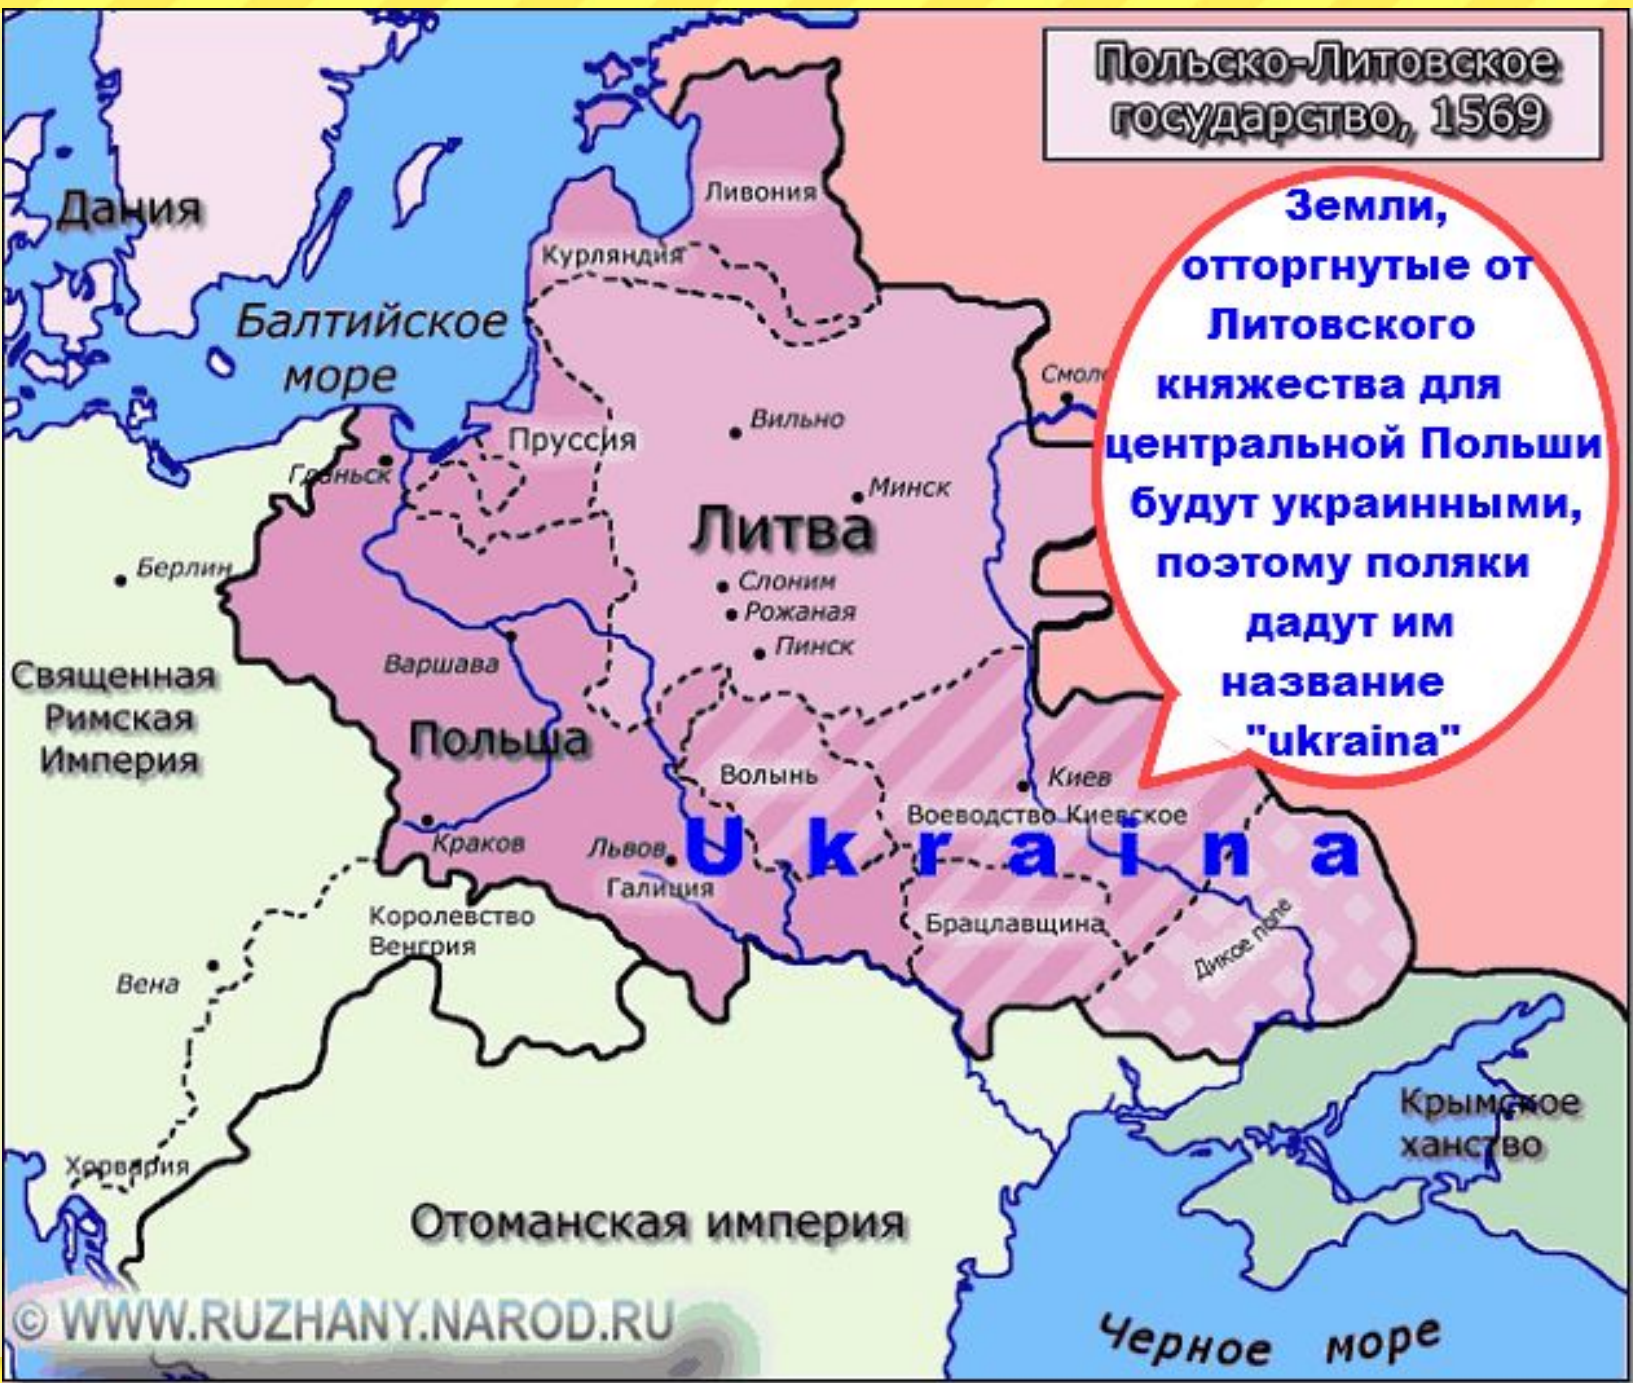 Польско-Литовское
государство, 1569
Земли,
отторгнутые от
Литовского
княжества для
центральной Польши
будут украинными,
поэтому поляки
дадут им
название
"ukraina"
Дания
Ливония
Курляндия
Балтийское
море
Смол
Вильно
Пруссия
Гданьск
Минск
Литва
Берлин
Слоним
Рожаная
Пинск
Варшава
Священная
Римская
Империя
Польша
Волынь
Киев
Воеводство Киевское
Краков
Львов
Ukraina
Галиция
Королевство
Венгрия
Брацлавщина
Дикое поле
Вена
Крымское
ханство
Хорвария
Отоманская империя
© WWW.RUZHANY.NAROD.RU
Черное море